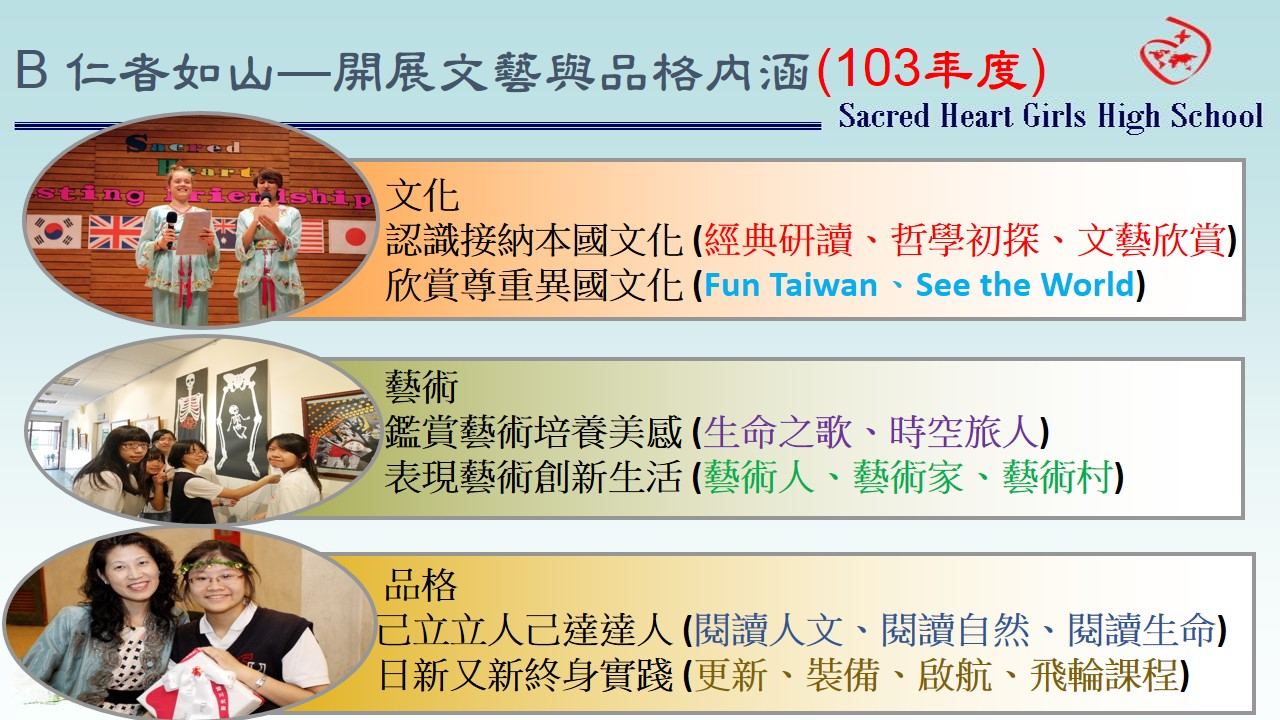 B 仁者如山—開展文藝與品格內涵(103年度)
Sacred Heart Girls High School
Sacred
Heart
sting friendship
文化
認識接納本國文化 (經典研讀、哲學初探、文藝欣賞)
欣賞尊重異國文化 (Fun Taiwan、See the World)
藝術
鑑賞藝術培養美感 (生命之歌、時空旅人)
表現藝術創新生活 (藝術人、藝術家、藝術村)
品格
己立立人己達達人 (閱讀人文、閱讀自然、閱讀生命)
日新又新終身實踐 (更新、裝備、啟航、飛輪課程)